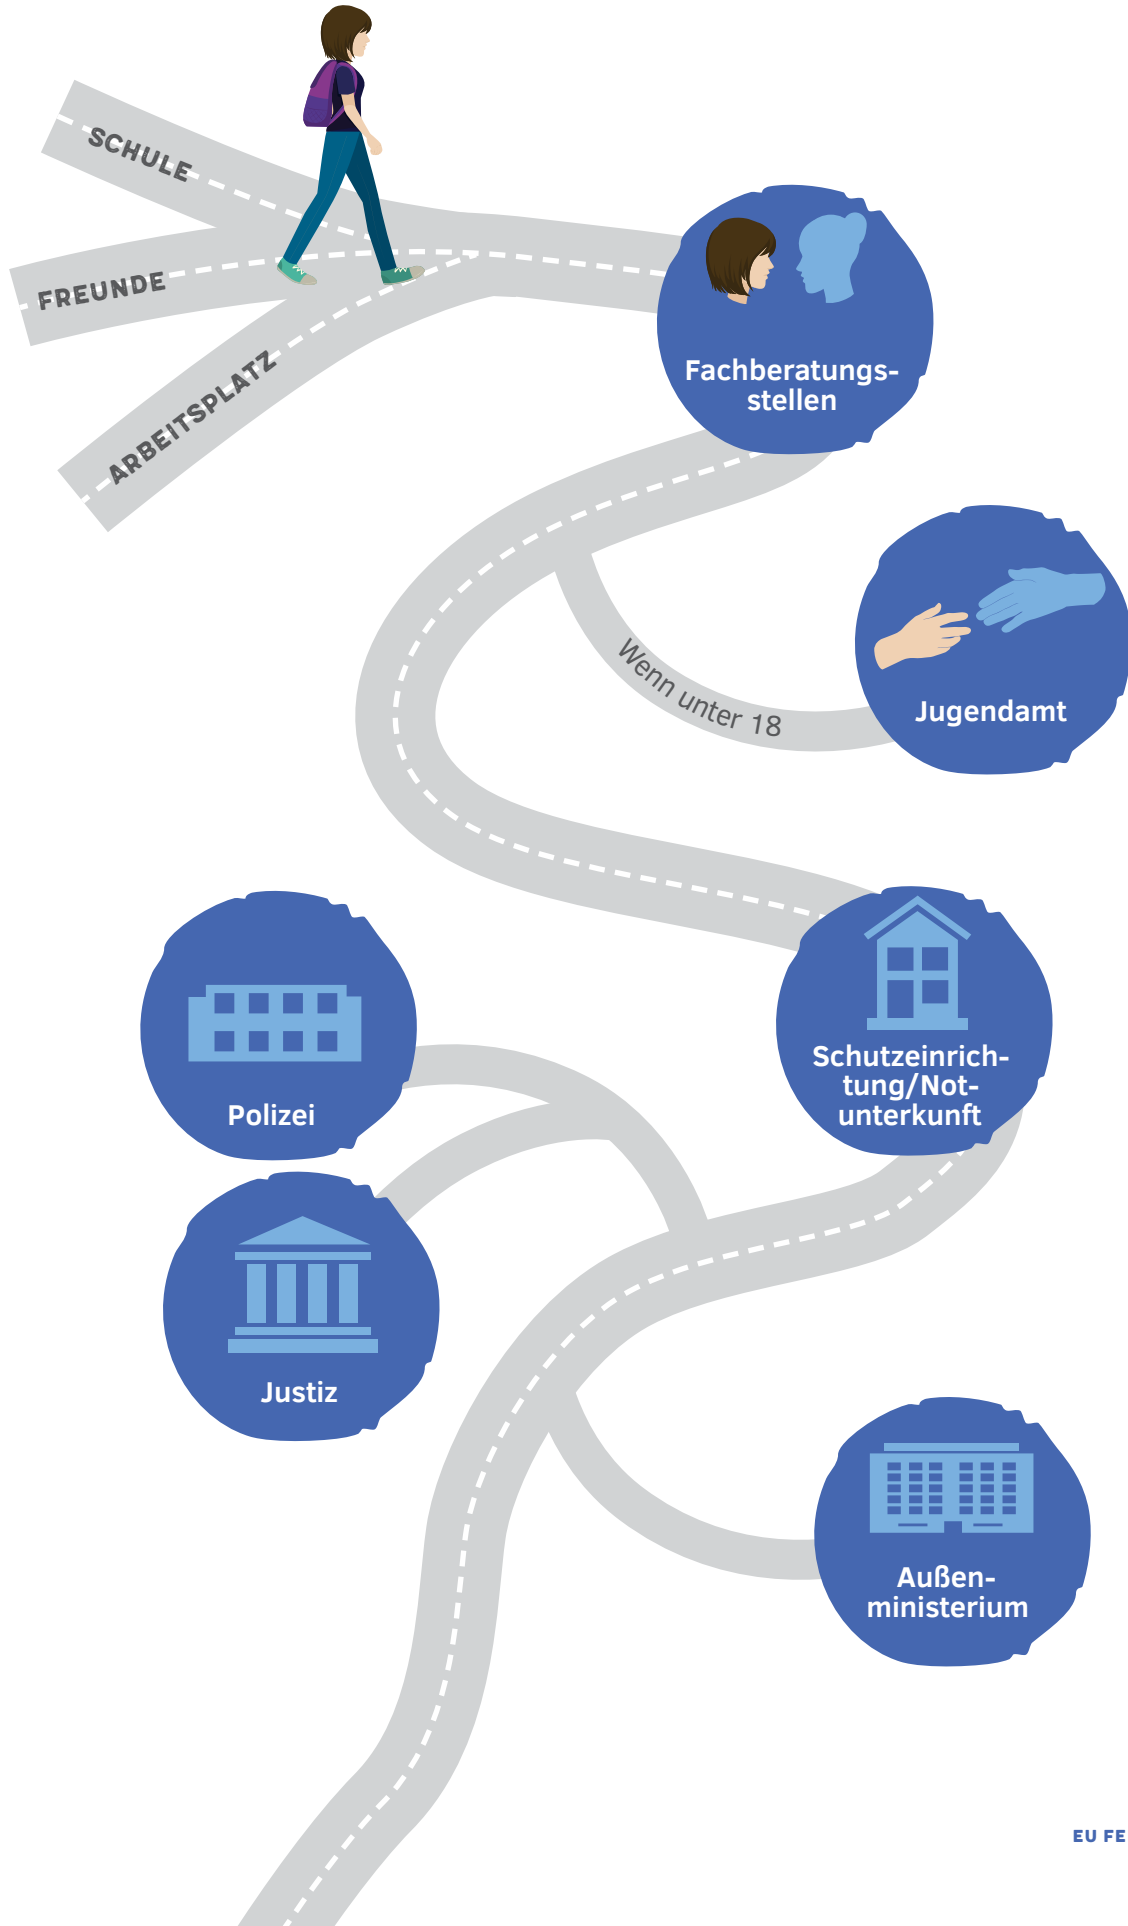 SCHULE
FREUNDE
ARBEITSPLATZ
Fachberatungs-
stellen
Wenn unter 18
Jugendamt
Schutzeinrich-
tung/Not-
unterkunft
Polizei
Justiz
Außen-
ministerium
EU FE